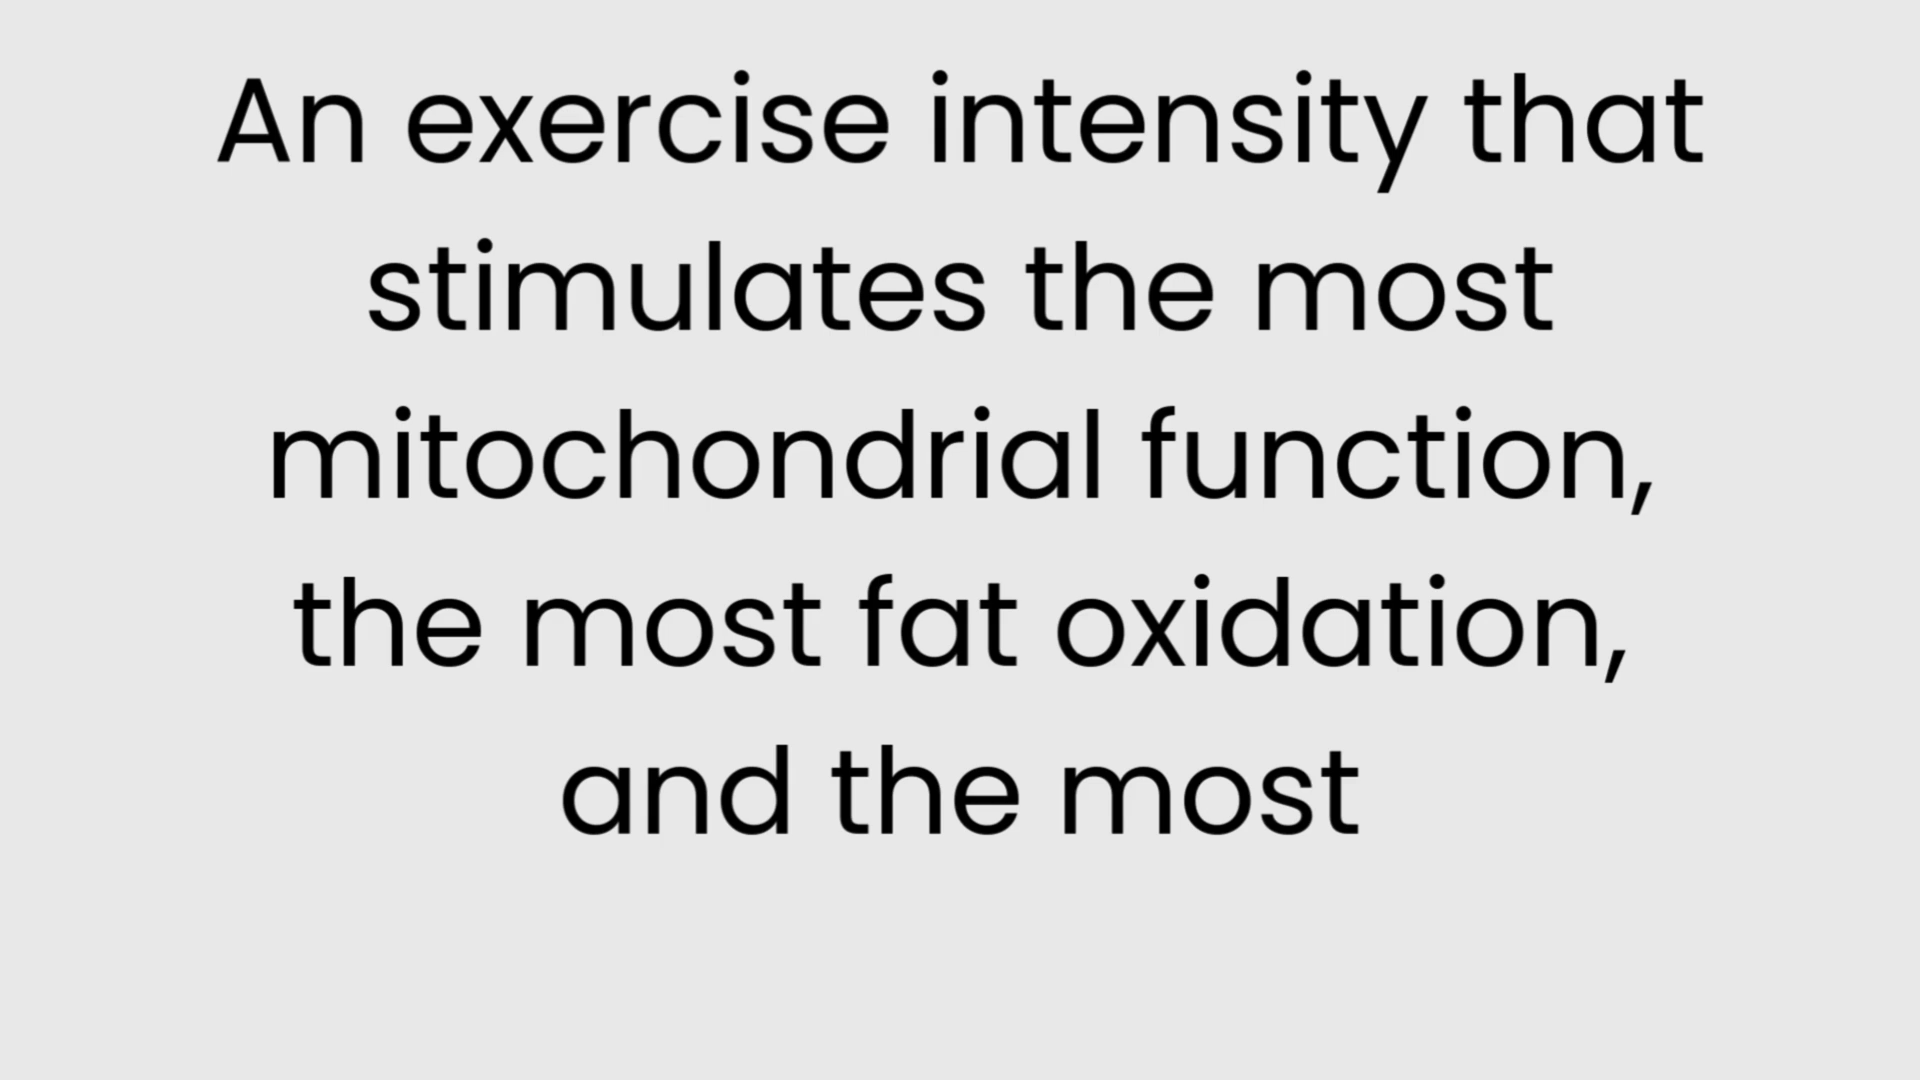 An exercise intensity that
stimulates the most
mitochondrial function,
the most fat oxidation,
and the most